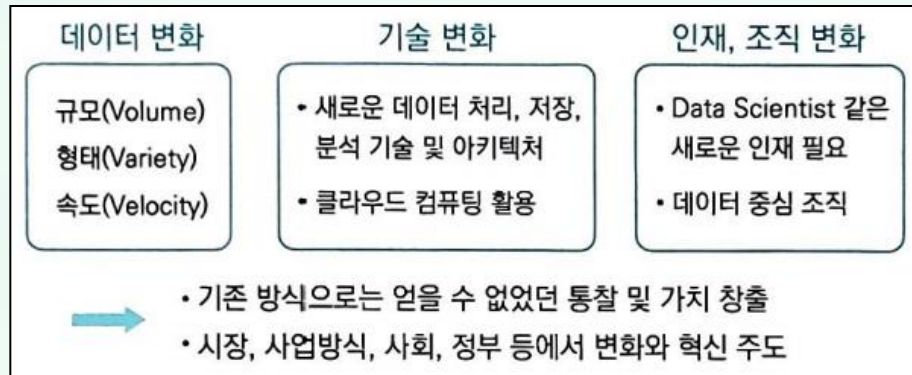 데이터 변화
규모(Volume)
형태(Variety)
속도(Velocity)
기술 변화
• 새로운 데이터 처리, 저장,
분석 기술 및 아키텍처
• 클라우드 컴퓨팅 활용
인재, 조직 변화
• Data Scientist 같은
새로운 인재 필요
• 데이터 중심 조직
• 기존 방식으로는 얻을 수 없었던 통찰 및 가치 창출
• 시장, 사업방식, 사회, 정부 등에서 변화와 혁신 주도